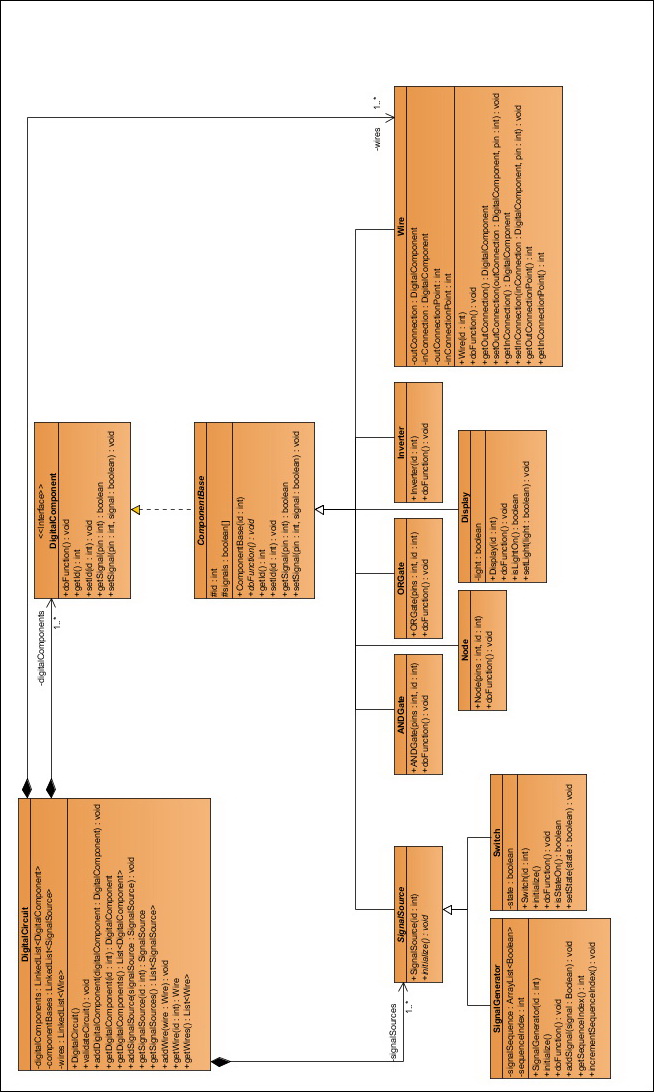 DigitalCircuit
-digitalComponents : LinkedList<DigitalComponent>
-componentBases : LinkedList<SignalSource>
-wires : LinkedList<Wire>
+DigitalCircuit()
+validateCircuit() : void
+addDigitalComponent(digitalComponent : DigitalComponent) : void
+getDigitalComponent(id : int) : DigitalComponent
+getDigitalComponents() : List<DigitalComponent>
+addSignalSource(signalSource : SignalSource) : void
+getSignalSource(id : int) : SignalSource
+getSignalSources() : List<SignalSource>
+addWire(wire : Wire) : void
+getWire(id : int) : Wire
+getWires() : List<Wire>
-digitalComponents
1..*
<<Interface>>
DigitalComponent
+doFunction() : void
+getId() : int
+setId(id : int) : void
+getSignal(pin : int) : boolean
+setSignal(pin : int, signal : boolean) : void
ComponentBase
#id : int
#signals : boolean[]
+ComponentBase(id : int)
+doFunction() : void
+getId() : int
+setId(id : int) : void
+getSignal(pin : int) : boolean
+setSignal(pin : int, signal : boolean) : void
-wires
1..*
-signalSources
1..*
SignalSource
+SignalSource(id : int)
+initialize() : void
ANDGate
+ANDGate(pins : int, id : int)
+doFunction() : void
ORGate
+ORGate(pins : int, id : int)
+doFunction() : void
Inverter
+Inverter(id : int)
+doFunction() : void
Wire
-outConnection : DigitalComponent
-inConnection : DigitalComponent
-outConnectionPoint : int
-inConnectionPoint : int
+Wire(id : int)
+doFunction() : void
+getOutConnection() : DigitalComponent
+setOutConnection(outConnection : DigitalComponent, pin : int) : void
+getInConnection() : DigitalComponent
+setInConnection(inConnection : DigitalComponent, pin : int) : void
+getOutConnectionPoint() : int
+getInConnectionPoint() : int
Node
+Node(pins : int, id : int)
+doFunction() : void
Display
-light : boolean
+Display(id : int)
+doFunction() : void
+isLightOn() : boolean
+setLight(light : boolean) : void
SignalGenerator
-signalSequence : ArrayList<Boolean>
-sequenceIndex : int
+SignalGenerator(id : int)
+initialize()
+doFunction() : void
+addSignal(signal : Boolean) : void
+getSequenceIndex() : int
+incrementSequenceIndex() : void
Switch
-state : boolean
+Switch(id : int)
+initialize()
+doFunction() : void
+isStateOn() : boolean
+setState(state : boolean) : void